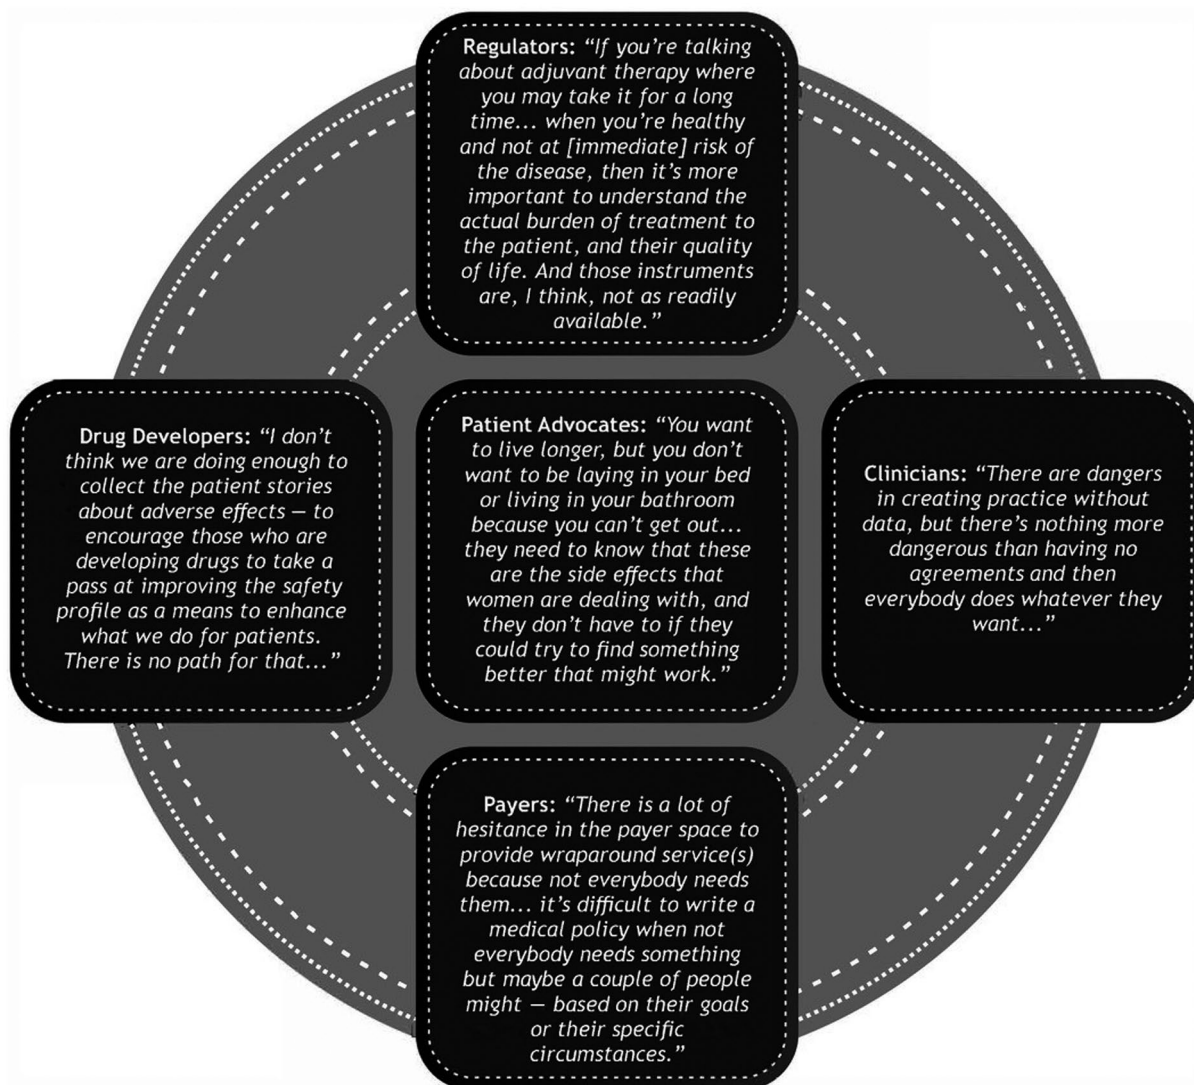 Regulators: “If you’re talking
about adjuvant therapy where
you may take it for a long
time... when you’re healthy
and not at [immediate] risk of
the disease, then it’s more
important to understand the
actual burden of treatment to
the patient, and their quality
of life. And those instruments
are, I think, not as readily
available.”
Drug Developers: “I don’t
think we are doing enough to
collect the patient stories
about adverse effects — to
encourage those who are
developing drugs to take a
pass at improving the safety
profile as a means to enhance
what we do for patients.
There is no path for that...”
Patient Advocates: “You want
to live longer, but you don’t
want to be laying in your bed
or living in your bathroom
because you can’t get out...
they need to know that these
are the side effects that
women are dealing with, and
they don’t have to if they
could try to find something
better that might work.”
Clinicians: “There are dangers
in creating practice without
data, but there’s nothing more
dangerous than having no
agreements and then
everybody does whatever they
want...”
Payers: “There is a lot of
hesitance in the payer space to
provide wraparound service(s)
because not everybody needs
them... it’s difficult to write a
medical policy when not
everybody needs something
but maybe a couple of people
might — based on their goals
or their specific
circumstances.”